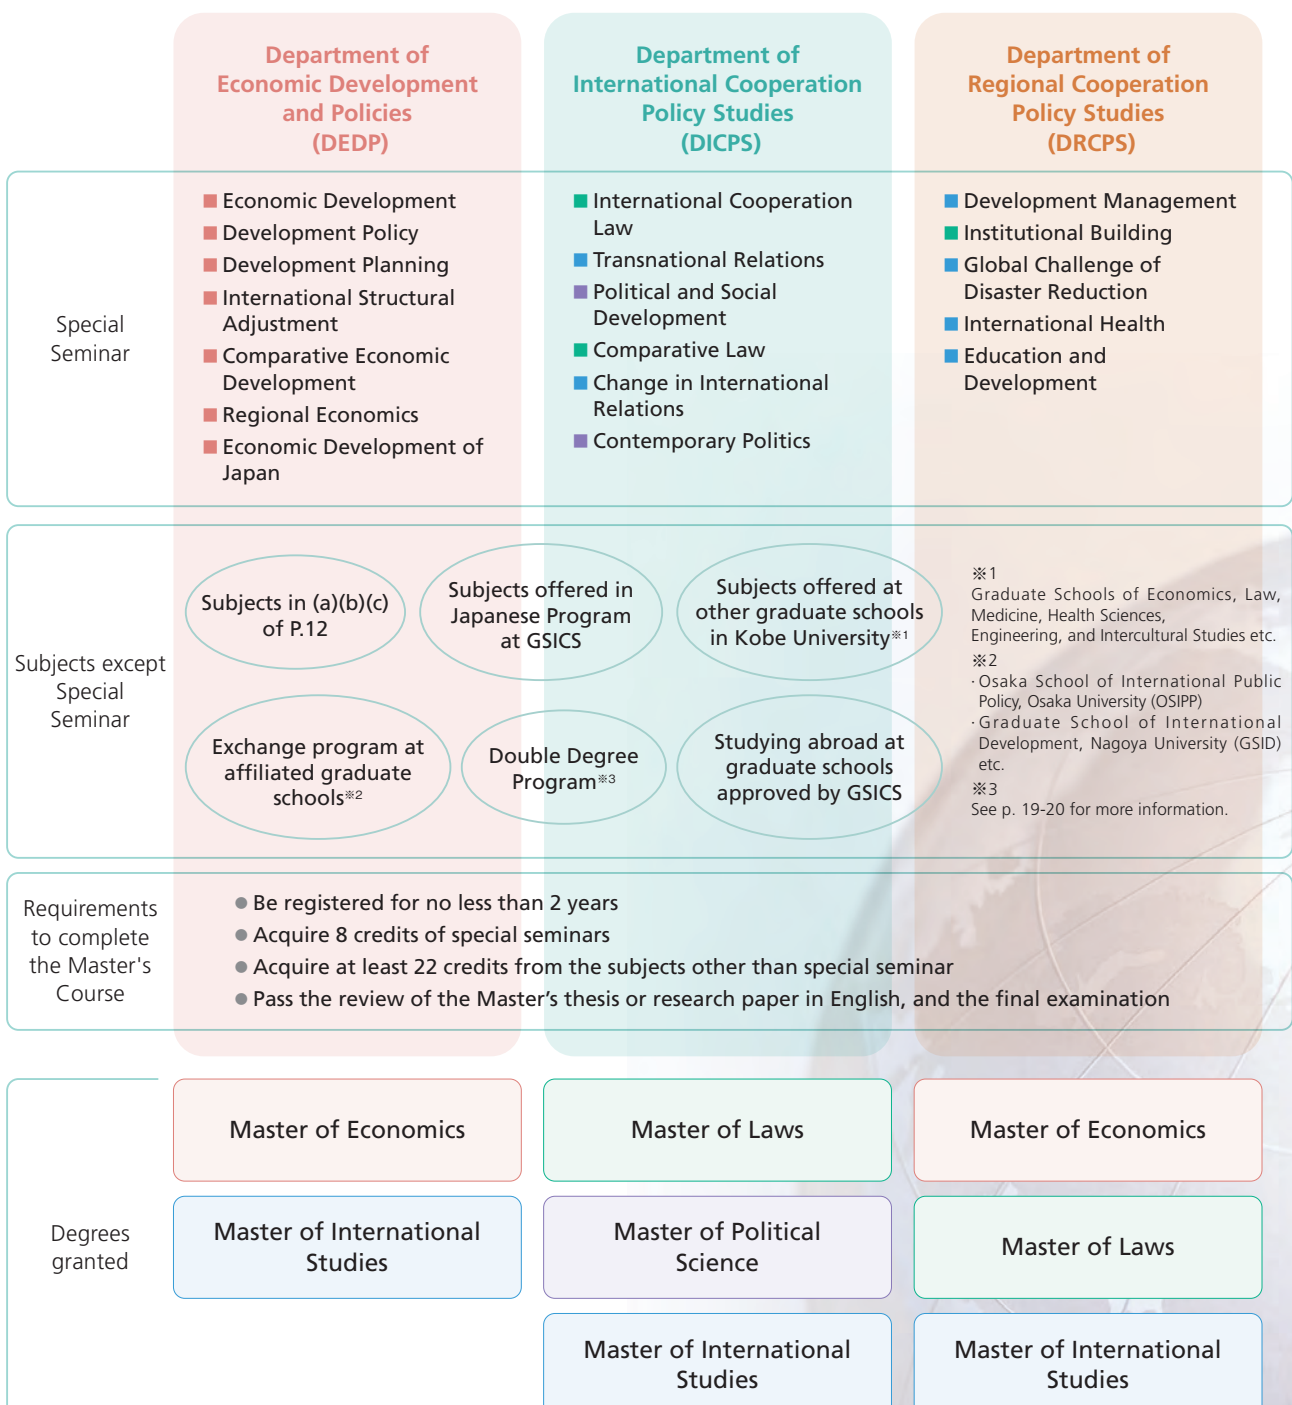 Department of
Economic Development
and Policies
(DEDP)
Department of
International Cooperation
Policy Studies
(DICPS)
Department of
Regional Cooperation
Policy Studies
(DRCPS)
Special
Seminar
■ Economic Development
■ Development Policy
■ Development Planning
■ International Structural
Adjustment
■ Comparative Economic
Development
■ Regional Economics
■ Economic Development of
Japan
■ International Cooperation
Law
■ Transnational Relations
■ Political and Social
Development
■ Comparative Law
■ Change in International
Relations
■ Contemporary Politics
■ Development Management
■ Institutional Building
■ Global Challenge of
Disaster Reduction
■ International Health
■ Education and
Development
Subjects except
Special
Seminar
Subjects in (a)(b)(c)
of P.12
Subjects offered in
Japanese Program
at GSICS
Subjects offered at
other graduate schools
in Kobe University※1
Exchange program at
affiliated graduate
schools※2
Double Degree
Program※3
Studying abroad at
graduate schools
approved by GSICS
※1
Graduate Schools of Economics, Law,
Medicine, Health Sciences,
Engineering, and Intercultural Studies etc.
※2
· Osaka School of International Public
Policy, Osaka University (OSIPP)
· Graduate School of International
Development, Nagoya University (GSID)
etc.
※3
See p. 19-20 for more information.
Requirements
to complete
the Master's
Course
● Be registered for no less than 2 years
● Acquire 8 credits of special seminars
● Acquire at least 22 credits from the subjects other than special seminar
● Pass the review of the Master’s thesis or research paper in English, and the final examination
Degrees
granted
Master of Economics
Master of International
Studies
Master of Laws
Master of Political
Science
Master of International
Studies
Master of Economics
Master of Laws
Master of International
Studies